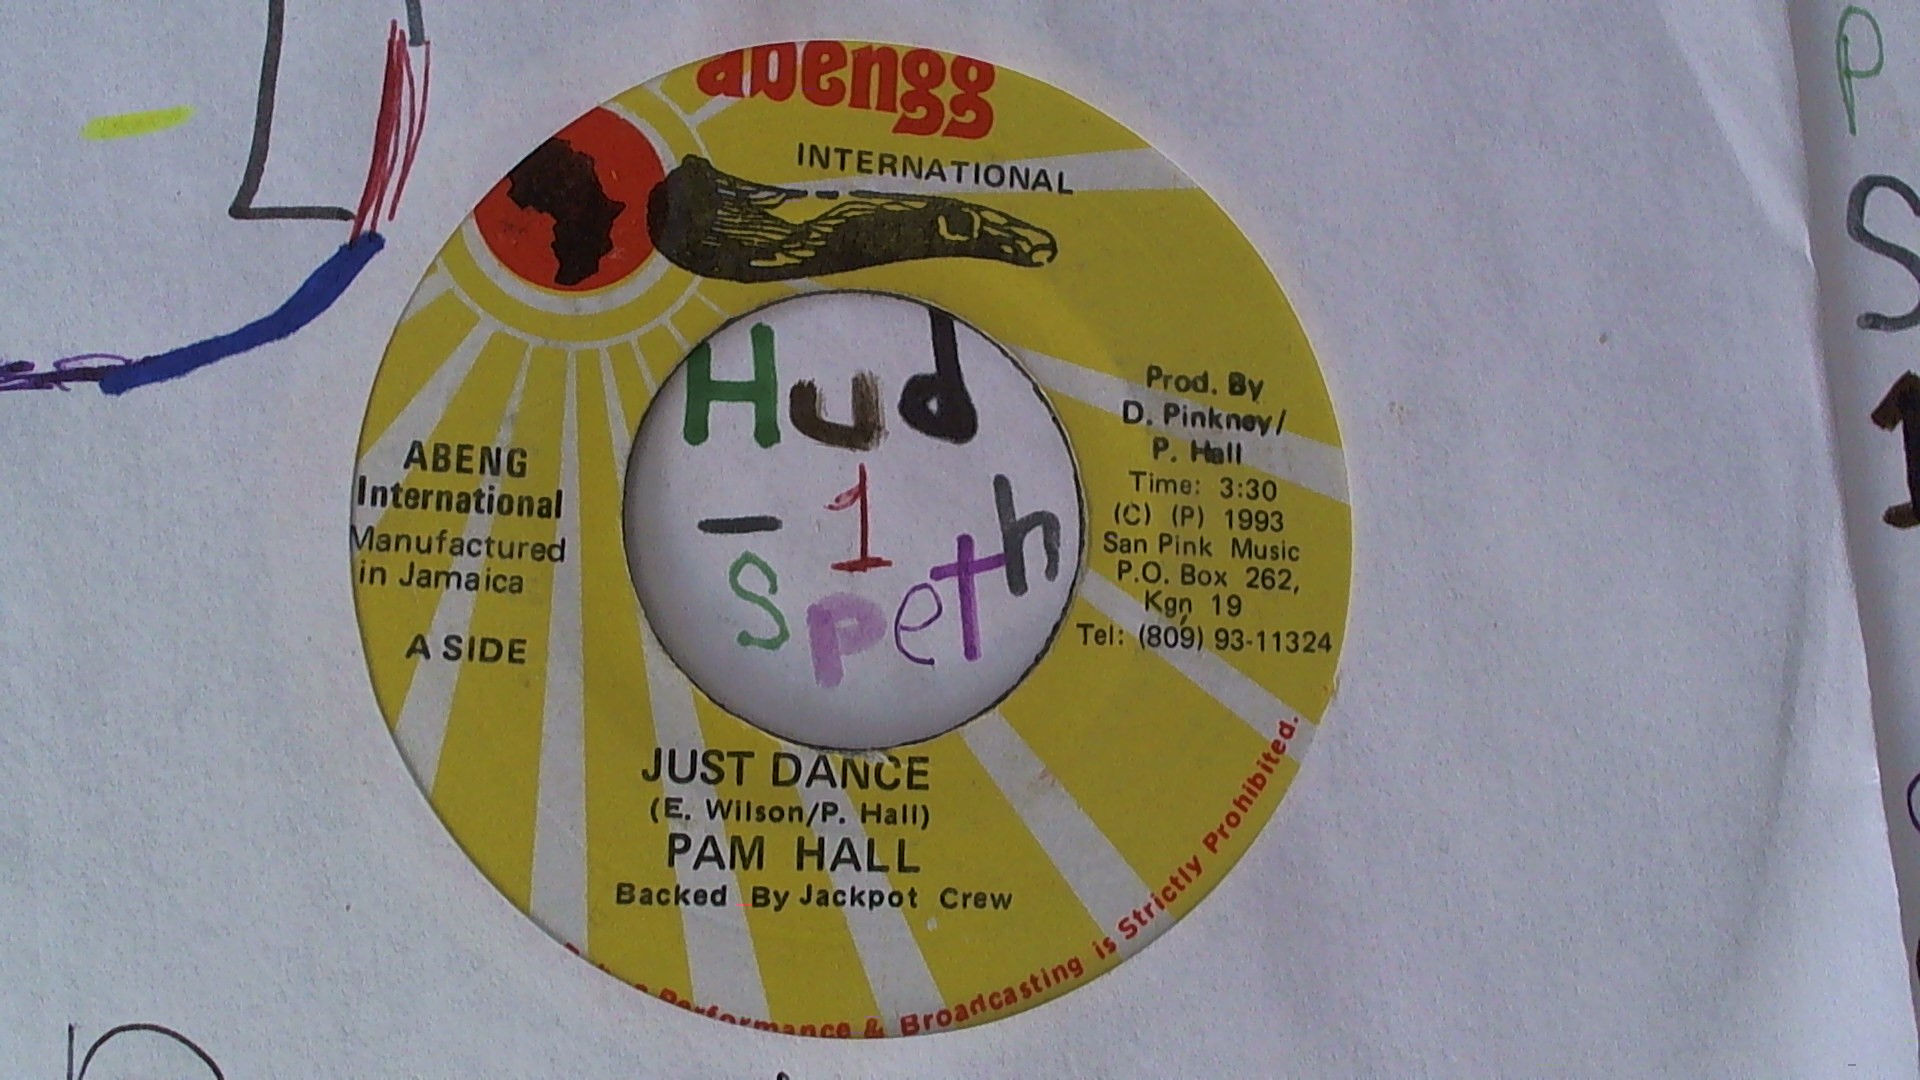 abengg
INTERNATIONAL
Hud
- 1
Speth
ABENG
International
Manufactured
in Jamaica
A SIDE
Prod. By
D. Pinkney/
P. Hall
Time: 3:30
(C) (P) 1993
San Pink Music
P.O. Box 262,
Kgn 19
Tel: (809) 93-11324
JUST DANCE
(E. Wilson/P. Hall)
PAM HALL
Backed By Jackpot Crew
Performance & Broadcasting is Strictly Prohibited.
P
S
1